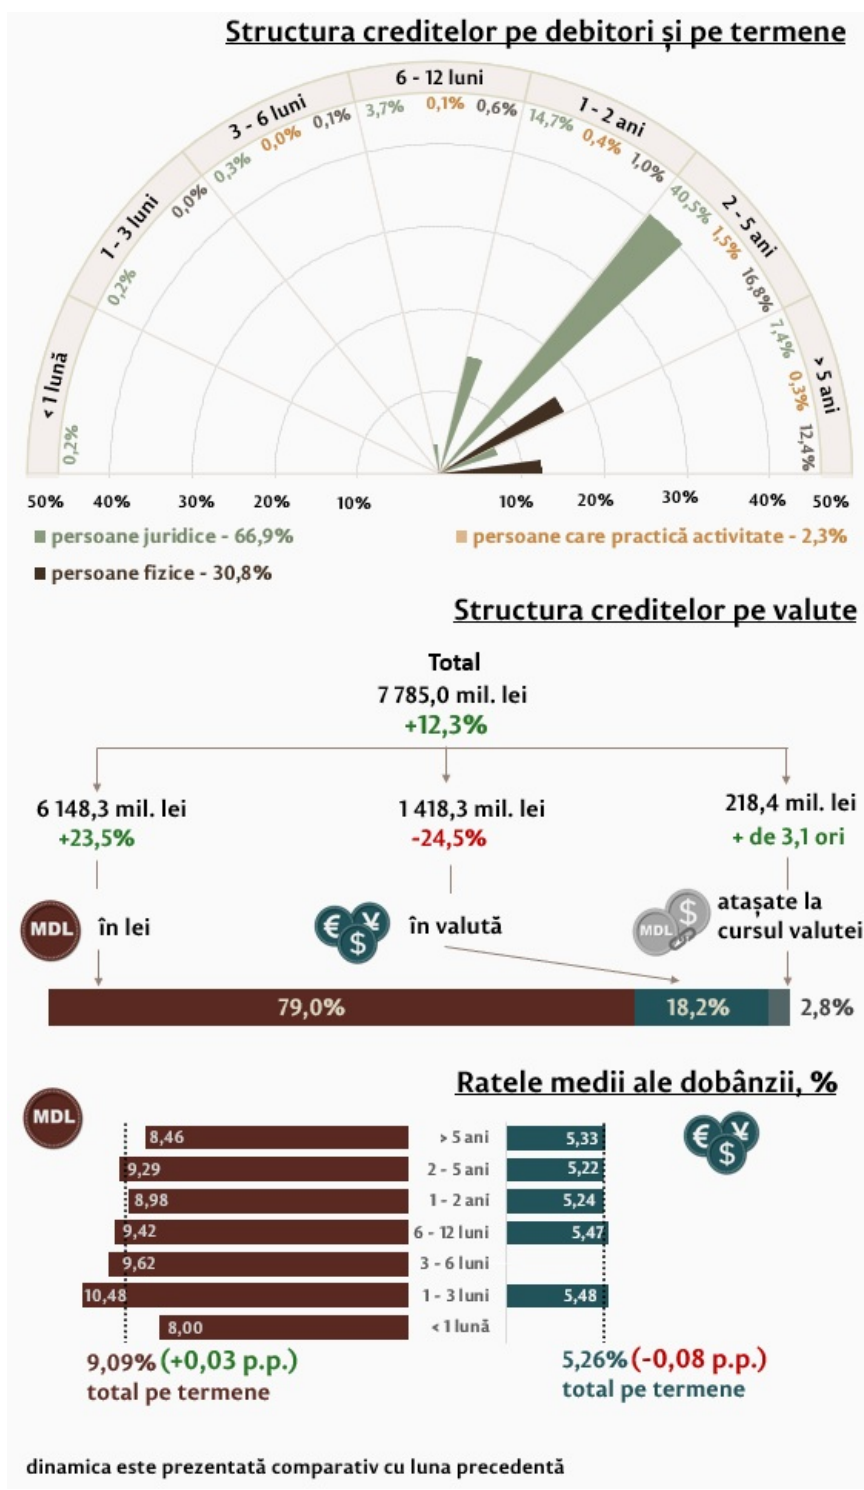 Structura creditelor pe debitori și pe termene
< 1 lună
0,2%
1 - 3 luni
0,2%
0,0%
3 - 6 luni
0,3%
0,0%
0,1%
6 - 12 luni
3,7%
0,1%
0,6%
1 - 2 ani
14,7%
0,4%
1,0%
2 - 5 ani
40,5%
1,5%
16,8%
> 5 ani
7,4%
0,3%
12,4%
50% 40% 30% 20% 10% 10% 20% 30% 40% 50%
persoane juridice - 66,9%
persoane care practică activitate - 2,3%
persoane fizice - 30,8%
Structura creditelor pe valute
Total
7 785,0 mil. lei
+12,3%
6 148,3 mil. lei
+23,5%
1 418,3 mil. lei
-24,5%
218,4 mil. lei
+ de 3,1 ori
MDL
în lei
€ ¥ $
în valută
MDL $
atașate la
cursul valutei
79,0% 18,2% 2,8%
Ratele medii ale dobânzii, %
MDL
€ ¥ $
8,46 > 5 ani 5,33
9,29 2 - 5 ani 5,22
8,98 1 - 2 ani 5,24
9,42 6 - 12 luni 5,47
9,62 3 - 6 luni
10,48 1 - 3 luni 5,48
8,00 < 1 lună
9,09% (+0,03 p.p.)
total pe termene
5,26% (-0,08 p.p.)
total pe termene
dinamica este prezentată comparativ cu luna precedentă